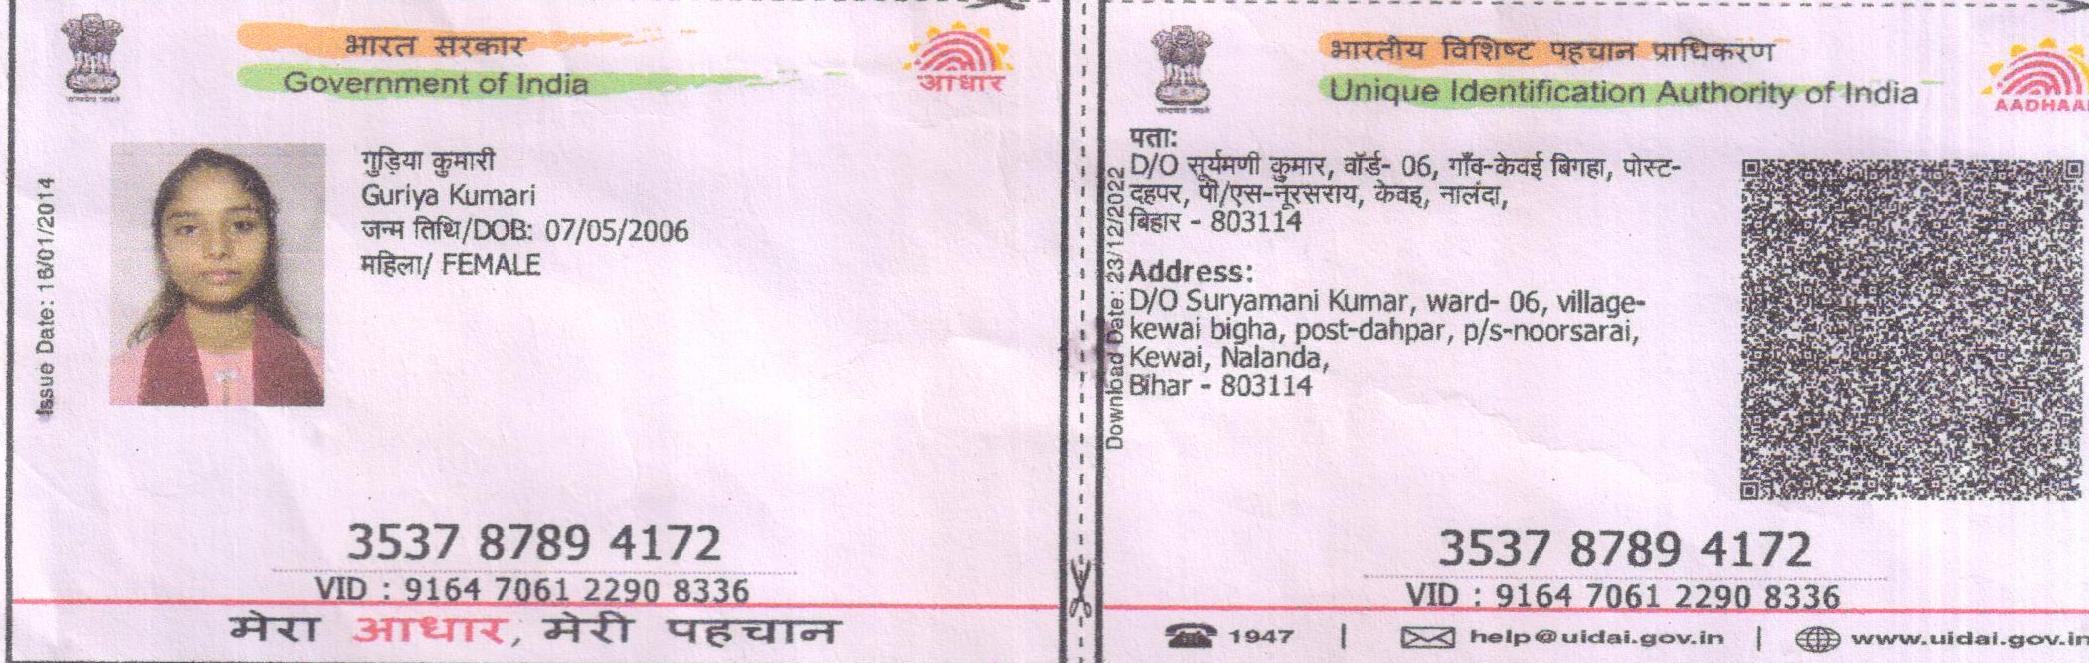 भारत सरकार
Government of India
आधार
Issue Date: 16/01/2014
गुड़िया कुमारी
Guriya Kumari
जन्म तिथि/DOB: 07/05/2006
महिला/ FEMALE
3537 8789 4172
VID : 9164 7061 2290 8336
मेरा आधार, मेरी पहचान
भारतीय विशिष्ट पहचान प्राधिकरण
Unique Identification Authority of India
AADHAA
Download Date: 23/12/2022
पता:
D/O सूर्यमणी कुमार, वॉर्ड- 06, गाँव-केवई बिगहा, पोस्ट-
दहपर, पी/एस-नूरसराय, केवइ, नालंदा,
बिहार - 803114
Address:
D/O Suryamani Kumar, ward- 06, village-
kewai bigha, post-dahpar, p/s-noorsarai,
Kewai, Nalanda,
Bihar - 803114
3537 8789 4172
VID : 9164 7061 2290 8336
1947 | help@uidai.gov.in | www.uidai.gov.in